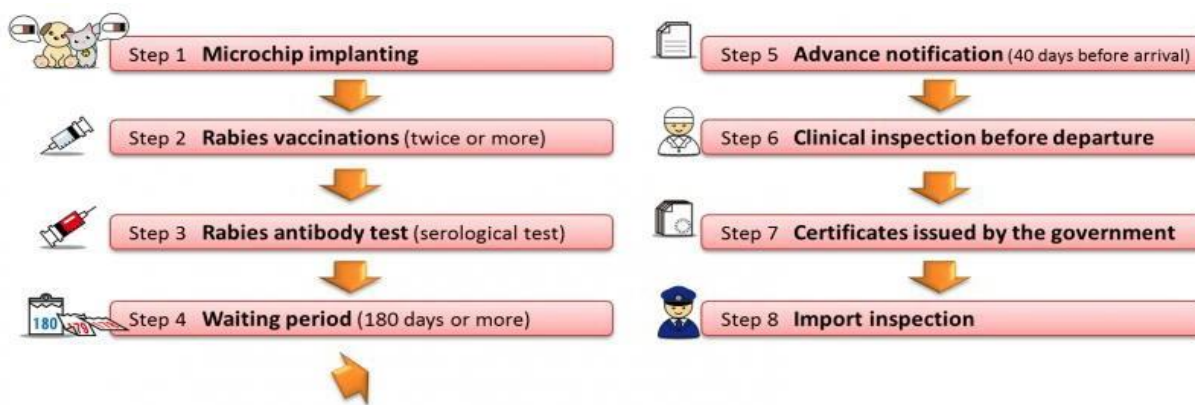 Step 1 Microchip implanting
Step 2 Rabies vaccinations (twice or more)
Step 3 Rabies antibody test (serological test)
180 179
Step 4 Waiting period (180 days or more)
Step 5 Advance notification (40 days before arrival)
Step 6 Clinical inspection before departure
Step 7 Certificates issued by the government
Step 8 Import inspection